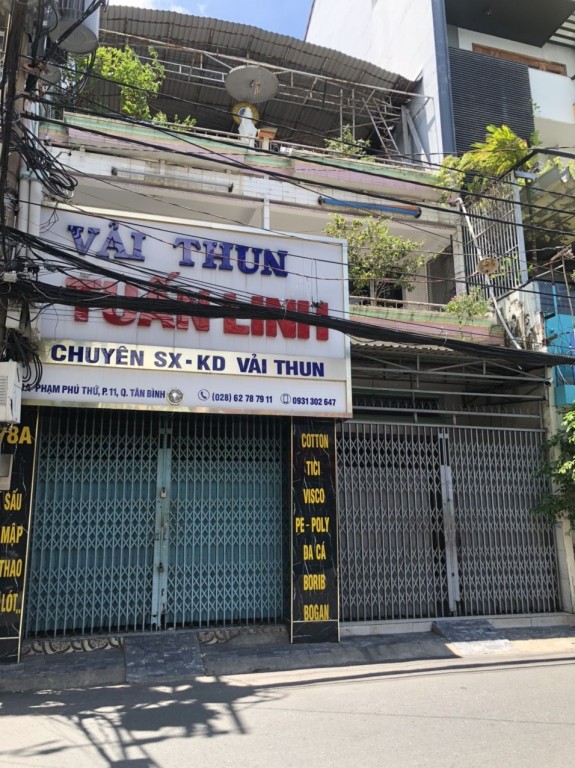 VẢI THUN
TUẤN LINH
CHUYÊN SX - KD VẢI THUN
PHẠM PHÚ THỨ, P.11, Q. TÂN BÌNH (028) 62 78 79 11 0931 302 647
78A
SẤU
MẬP
THAO
LÓT...
COTTON
TICI
VISCO
PE - POLY
DA CÁ
BORIB
BOGAN